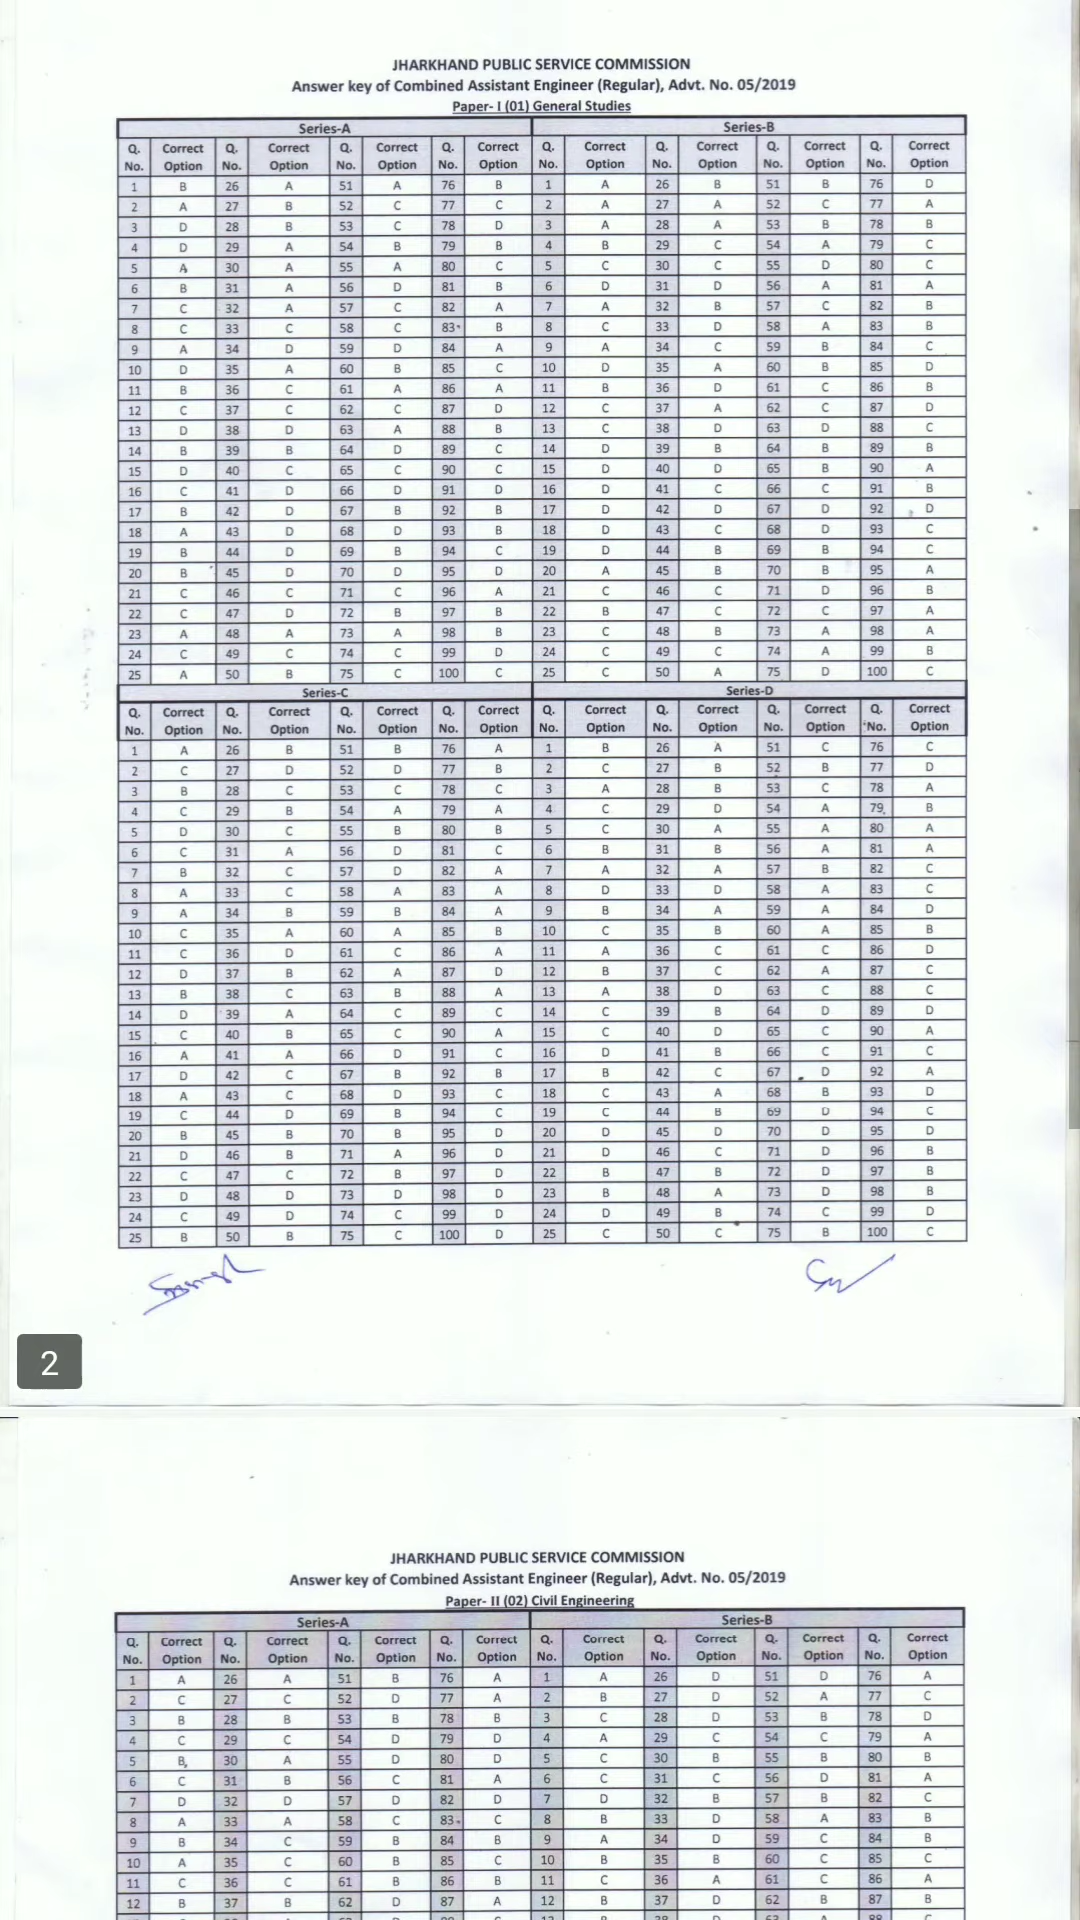 JHARKHAND PUBLIC SERVICE COMMISSION
Answer key of Combined Assistant Engineer (Regular), Advt. No. 05/2019
Paper- I (01) General Studies
Series-A Series-B
Q. Correct Q. Correct Q. Correct Q. Correct Q. Correct Q. Correct Q. Correct Q. Correct
No. Option No. Option No. Option No. Option No. Option No. Option No. Option No. Option
1 B 26 A 51 A 76 B 1 A 26 B 51 B 76 D
2 A 27 B 52 C 77 C 2 A 27 A 52 C 77 A
3 D 28 B 53 C 78 D 3 A 28 A 53 B 78 B
4 D 29 A 54 B 79 B 4 B 29 C 54 A 79 C
5 A 30 A 55 A 80 C 5 C 30 C 55 D 80 C
6 B 31 A 56 D 81 B 6 D 31 D 56 A 81 A
7 C 32 A 57 C 82 A 7 A 32 B 57 C 82 B
8 C 33 C 58 C 83 B 8 C 33 D 58 A 83 B
9 A 34 D 59 D 84 A 9 A 34 C 59 B 84 C
10 D 35 A 60 B 85 C 10 D 35 A 60 B 85 D
11 B 36 C 61 A 86 A 11 B 36 D 61 C 86 B
12 C 37 C 62 C 87 D 12 C 37 A 62 C 87 D
13 D 38 D 63 A 88 B 13 C 38 D 63 D 88 C
14 B 39 B 64 D 89 C 14 D 39 B 64 B 89 B
15 D 40 C 65 C 90 C 15 D 40 D 65 B 90 A
16 C 41 D 66 D 91 D 16 D 41 C 66 C 91 B
17 B 42 D 67 B 92 B 17 D 42 D 67 D 92 D
18 A 43 D 68 D 93 B 18 D 43 C 68 D 93 C
19 B 44 D 69 B 94 C 19 D 44 B 69 B 94 C
20 B 45 D 70 D 95 D 20 A 45 B 70 B 95 A
21 C 46 C 71 C 96 A 21 C 46 C 71 D 96 B
22 C 47 D 72 B 97 B 22 B 47 C 72 C 97 A
23 A 48 A 73 A 98 B 23 C 48 B 73 A 98 A
24 C 49 C 74 C 99 D 24 C 49 C 74 A 99 B
25 A 50 B 75 C 100 C 25 C 50 A 75 D 100 C
Series-C Series-D
Q. Correct Q. Correct Q. Correct Q. Correct Q. Correct Q. Correct Q. Correct Q. Correct
No. Option No. Option No. Option No. Option No. Option No. Option No. Option No. Option
1 A 26 B 51 B 76 A 1 B 26 A 51 C 76 C
2 C 27 D 52 D 77 B 2 C 27 B 52 B 77 D
3 B 28 C 53 C 78 C 3 A 28 B 53 C 78 A
4 C 29 B 54 A 79 A 4 C 29 D 54 A 79 B
5 D 30 C 55 B 80 B 5 C 30 A 55 A 80 A
6 C 31 A 56 D 81 C 6 B 31 B 56 A 81 A
7 B 32 C 57 D 82 A 7 A 32 A 57 B 82 C
8 A 33 C 58 A 83 A 8 D 33 D 58 A 83 C
9 A 34 B 59 B 84 A 9 B 34 A 59 A 84 D
10 C 35 A 60 A 85 B 10 C 35 B 60 A 85 B
11 C 36 D 61 C 86 A 11 A 36 C 61 C 86 D
12 D 37 B 62 A 87 D 12 B 37 C 62 A 87 C
13 B 38 C 63 B 88 A 13 A 38 D 63 C 88 C
14 D 39 A 64 C 89 C 14 C 39 B 64 D 89 D
15 C 40 B 65 C 90 A 15 C 40 D 65 C 90 A
16 A 41 A 66 D 91 C 16 D 41 B 66 C 91 C
17 D 42 C 67 B 92 B 17 B 42 C 67 D 92 A
18 A 43 C 68 D 93 C 18 C 43 A 68 B 93 D
19 C 44 D 69 B 94 C 19 C 44 B 69 D 94 C
20 B 45 B 70 B 95 D 20 D 45 D 70 D 95 D
21 D 46 B 71 A 96 D 21 D 46 C 71 D 96 B
22 C 47 C 72 B 97 D 22 B 47 B 72 D 97 B
23 D 48 D 73 D 98 D 23 B 48 A 73 D 98 B
24 C 49 D 74 C 99 D 24 D 49 B 74 C 99 D
25 B 50 B 75 C 100 D 25 C 50 C 75 B 100 C
2
JHARKHAND PUBLIC SERVICE COMMISSION
Answer key of Combined Assistant Engineer (Regular), Advt. No. 05/2019
Paper- II (02) Civil Engineering
Series-A Series-B
Q. Correct Q. Correct Q. Correct Q. Correct Q. Correct Q. Correct Q. Correct Q. Correct
No. Option No. Option No. Option No. Option No. Option No. Option No. Option No. Option
1 A 26 A 51 B 76 A 1 A 26 D 51 D 76 A
2 C 27 C 52 D 77 A 2 B 27 D 52 A 77 C
3 B 28 B 53 B 78 B 3 C 28 D 53 B 78 D
4 C 29 C 54 D 79 D 4 A 29 C 54 C 79 A
5 B 30 A 55 D 80 D 5 C 30 B 55 B 80 B
6 C 31 B 56 C 81 A 6 C 31 C 56 D 81 A
7 D 32 D 57 D 82 D 7 D 32 B 57 B 82 C
8 A 33 A 58 C 83 C 8 B 33 D 58 A 83 B
9 B 34 C 59 B 84 B 9 A 34 D 59 C 84 B
10 A 35 C 60 B 85 C 10 B 35 B 60 C 85 C
11 C 36 C 61 B 86 B 11 C 36 A 61 C 86 A
12 B 37 B 62 D 87 A 12 B 37 D 62 B 87 B